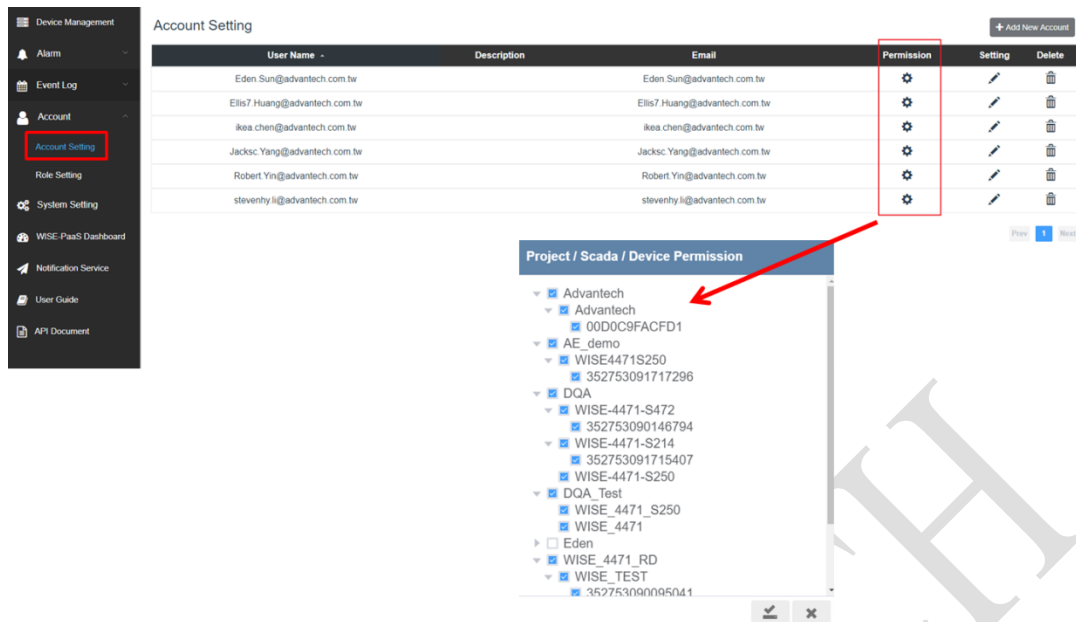 Device Management
Alarm
Event Log
Account
Account Setting
Role Setting
System Setting
WISE-PaaS Dashboard
Notification Service
User Guide
API Document
Account Setting
+ Add New Account
User Name Description Email Permission Setting Delete
Eden.Sun@advantech.com.tw Eden.Sun@advantech.com.tw
Ellis7.Huang@advantech.com.tw Ellis7.Huang@advantech.com.tw
ikea.chen@advantech.com.tw ikea.chen@advantech.com.tw
Jacksc.Yang@advantech.com.tw Jacksc.Yang@advantech.com.tw
Robert.Yin@advantech.com.tw Robert.Yin@advantech.com.tw
stevenhy.li@advantech.com.tw stevenhy.li@advantech.com.tw
Prev 1 Next
Project / Scada / Device Permission
Advantech
Advantech
00D0C9FACFD1
AE_demo
WISE4471S250
352753091717296
DQA
WISE-4471-S472
352753090146794
WISE-4471-S214
352753091715407
WISE-4471-S250
DQA_Test
WISE_4471_S250
WISE_4471
Eden
WISE_4471_RD
WISE_TEST
352753090095041
H